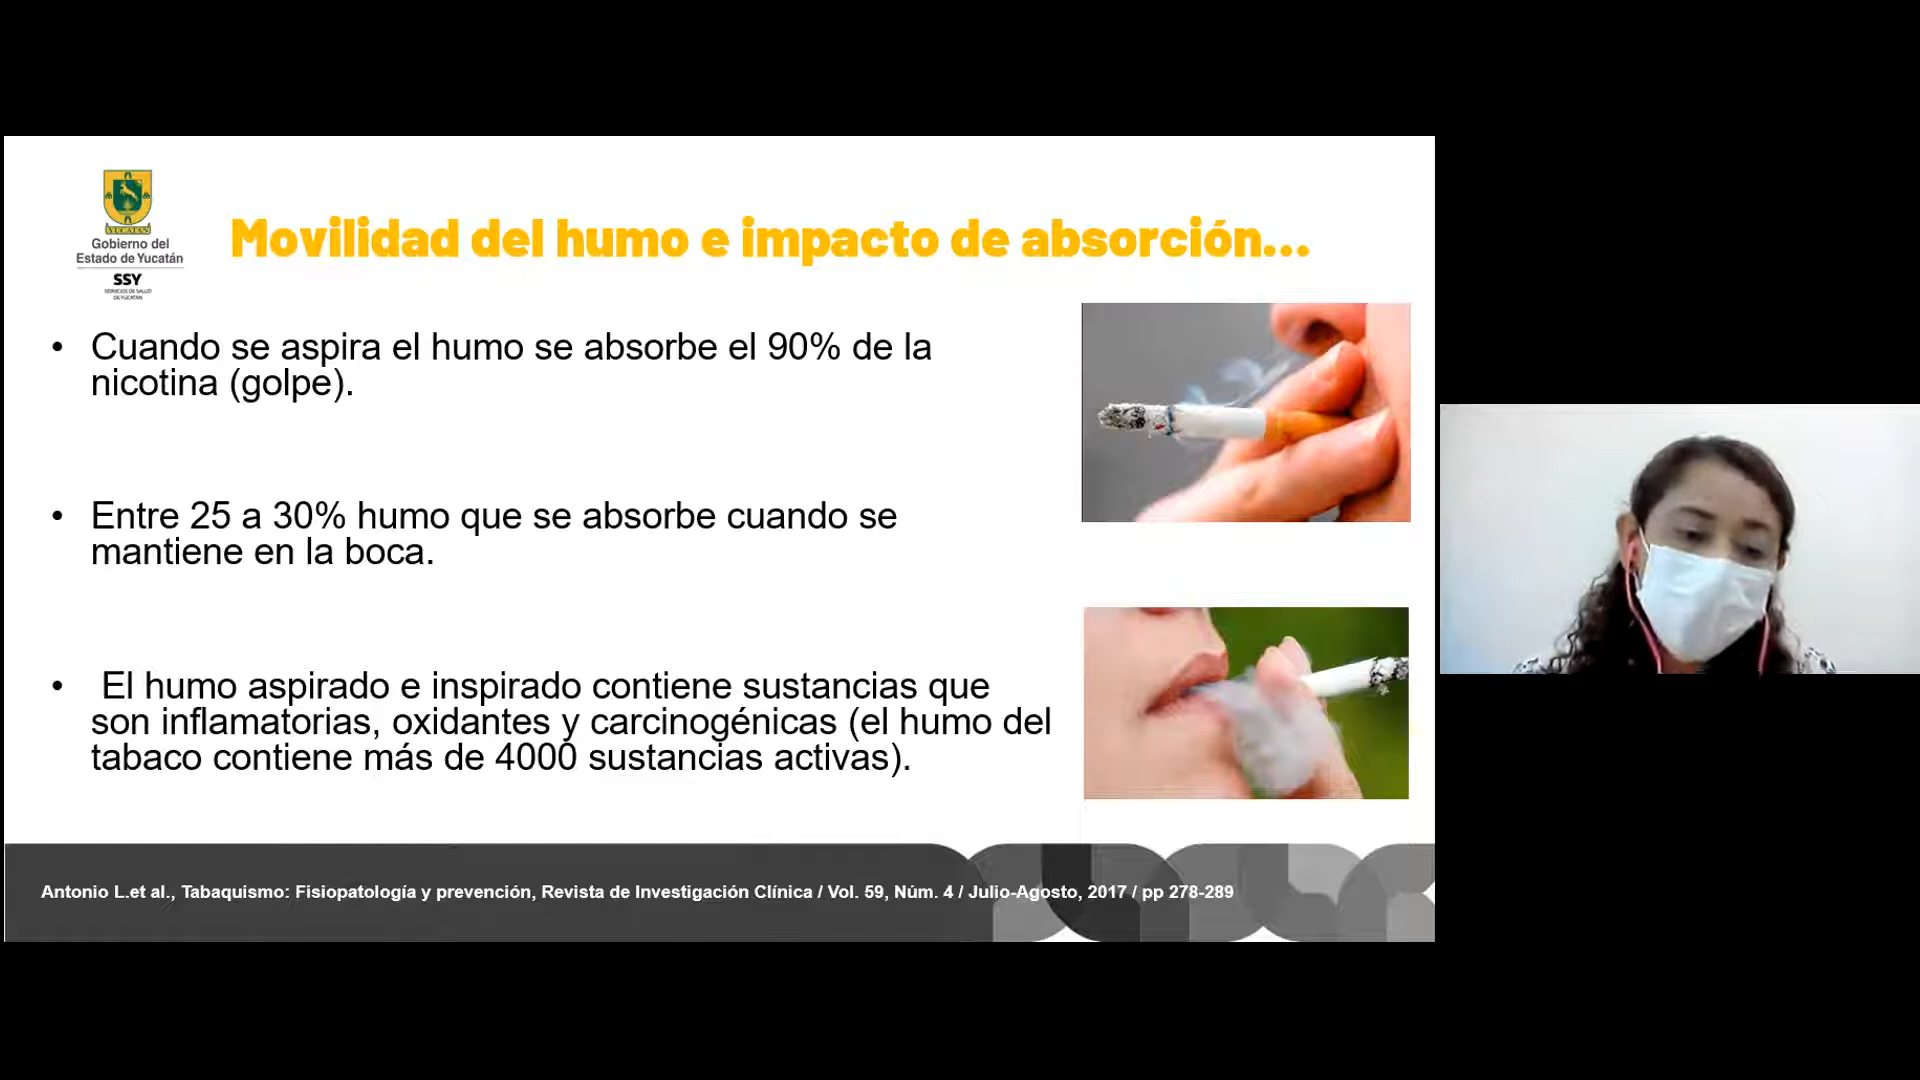 YUCATÁN
Gobierno del
Estado de Yucatán
SSY
SERVICIOS DE SALUD
DE YUCATÁN
Movilidad del humo e impacto de absorción...
• Cuando se aspira el humo se absorbe el 90% de la
nicotina (golpe).
• Entre 25 a 30% humo que se absorbe cuando se
mantiene en la boca.
• El humo aspirado e inspirado contiene sustancias que
son inflamatorias, oxidantes y carcinogénicas (el humo del
tabaco contiene más de 4000 sustancias activas).
Antonio L.et al., Tabaquismo: Fisiopatología y prevención, Revista de Investigación Clínica / Vol. 59, Núm. 4 / Julio-Agosto, 2017 / pp 278-289